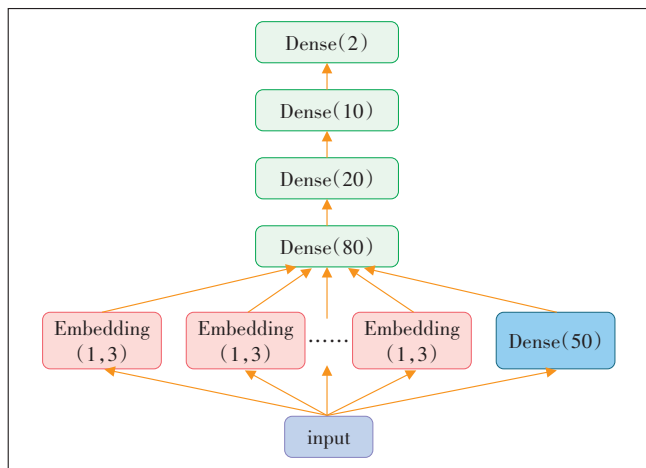 Dense(2)
Dense(10)
Dense(20)
Dense(80)
Embedding
(1,3)
Embedding
(1,3)
······
Embedding
(1,3)
Dense(50)
input